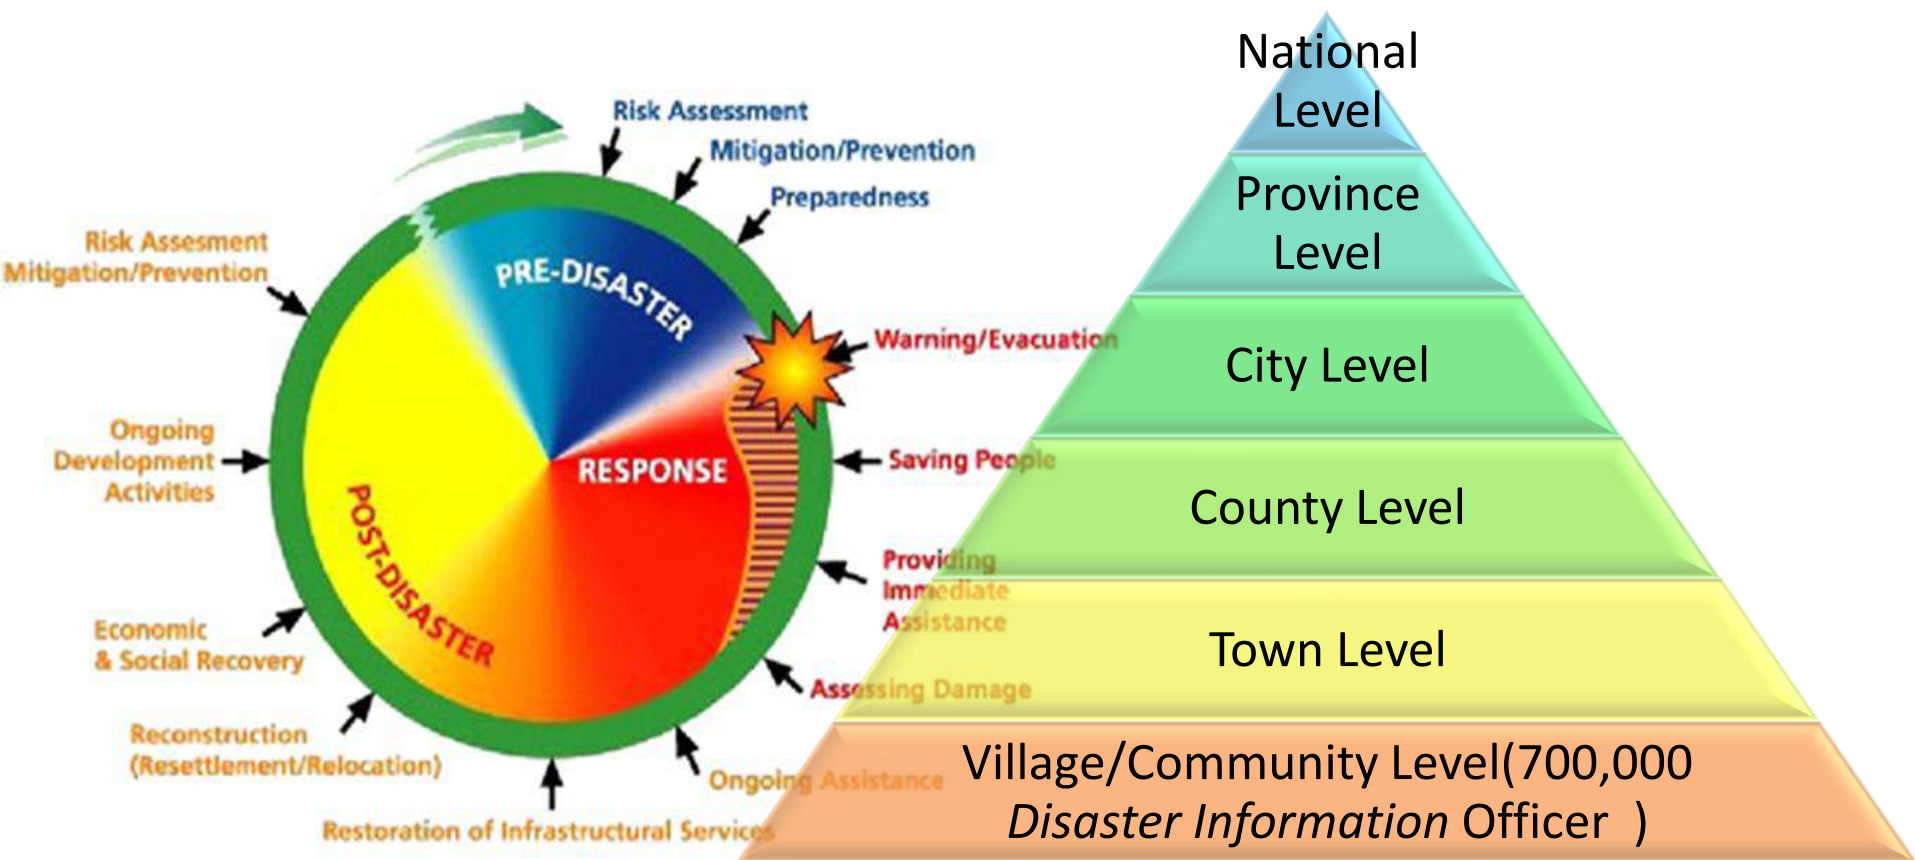 Risk Assessment
Mitigation/Prevention
Preparedness
Warning/Evacuation
Saving People
Providing
Immediate
Assistance
Assessing Damage
Ongoing Assistance
Restoration of Infrastructural Services
Reconstruction
(Resettlement/Relocation)
Economic
& Social Recovery
Ongoing
Development
Activities
Risk Assesment
Mitigation/Prevention
PRE-DISASTER
RESPONSE
POST-DISASTER
National
Level
Province
Level
City Level
County Level
Town Level
Village/Community Level(700,000
Disaster Information Officer )